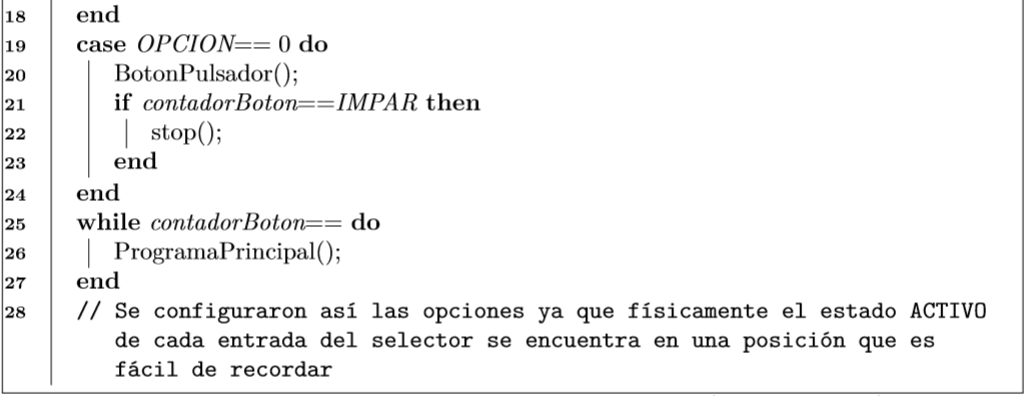 18 end
19 case OPCION== 0 do
20 BotonPulsador();
21 if contadorBoton==IMPAR then
22 stop();
23 end
24 end
25 while contadorBoton== do
26 ProgramaPrincipal();
27 end
28 // Se configuraron así las opciones ya que físicamente el estado ACTIVO
de cada entrada del selector se encuentra en una posición que es
fácil de recordar